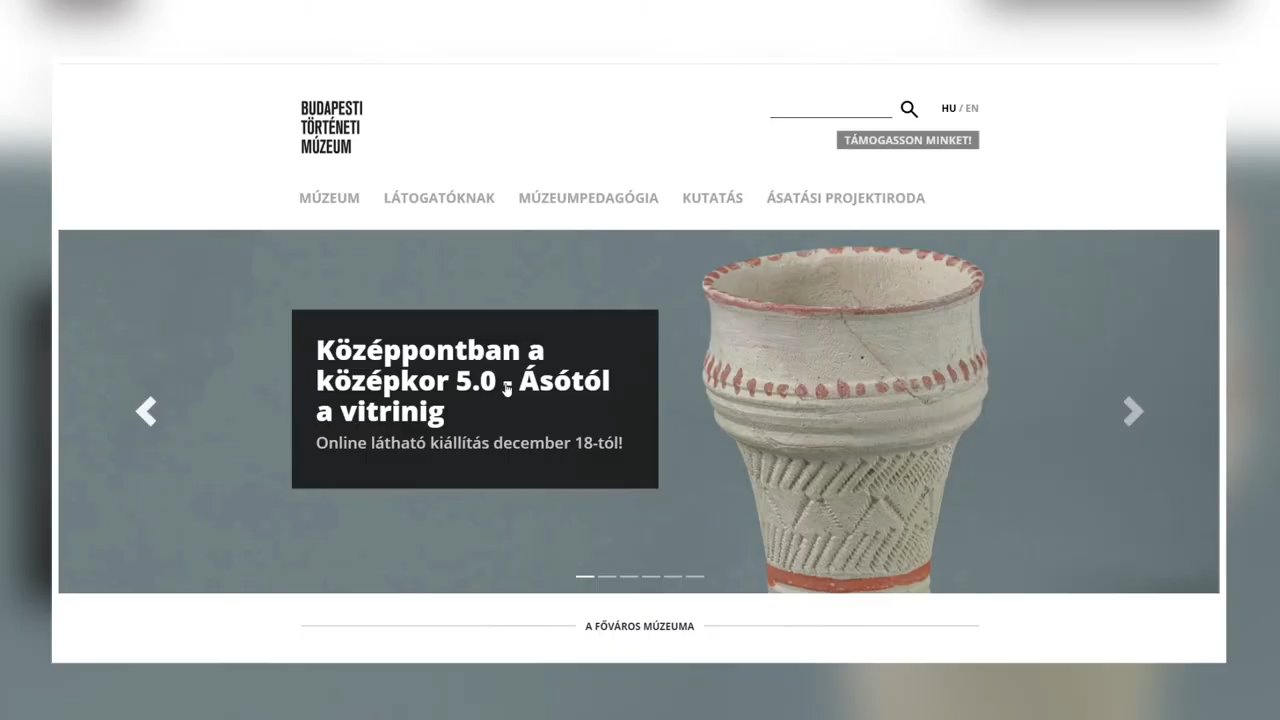 BUDAPESTI
TÖRTÉNETI
MÚZEUM
HU / EN
TÁMOGASSON MINKET!
MÚZEUM LÁTOGATÓKNAK MÚZEUMPEDAGÓGIA KUTATÁS ÁSATÁSI PROJEKTIRODA
Középpontban a
középkor 5.0 - Ásótól
a vitrinig
Online látható kiállítás december 18-tól!
A FŐVÁROS MÚZEUMA